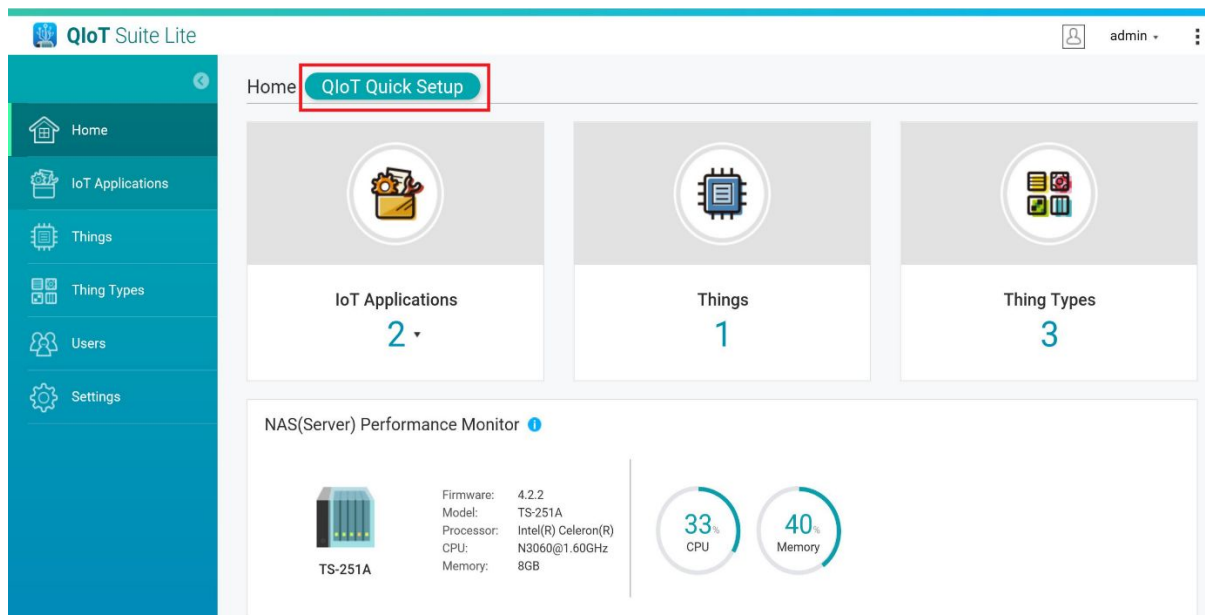 QIoT Suite Lite
admin
Home QIoT Quick Setup
Home
IoT Applications
Things
Thing Types
Users
Settings
IoT Applications
2
Things
1
Thing Types
3
NAS(Server) Performance Monitor
TS-251A
Firmware: 4.2.2
Model: TS-251A
Processor: Intel(R) Celeron(R)
CPU: N3060@1.60GHz
Memory: 8GB
33%
CPU
40%
Memory